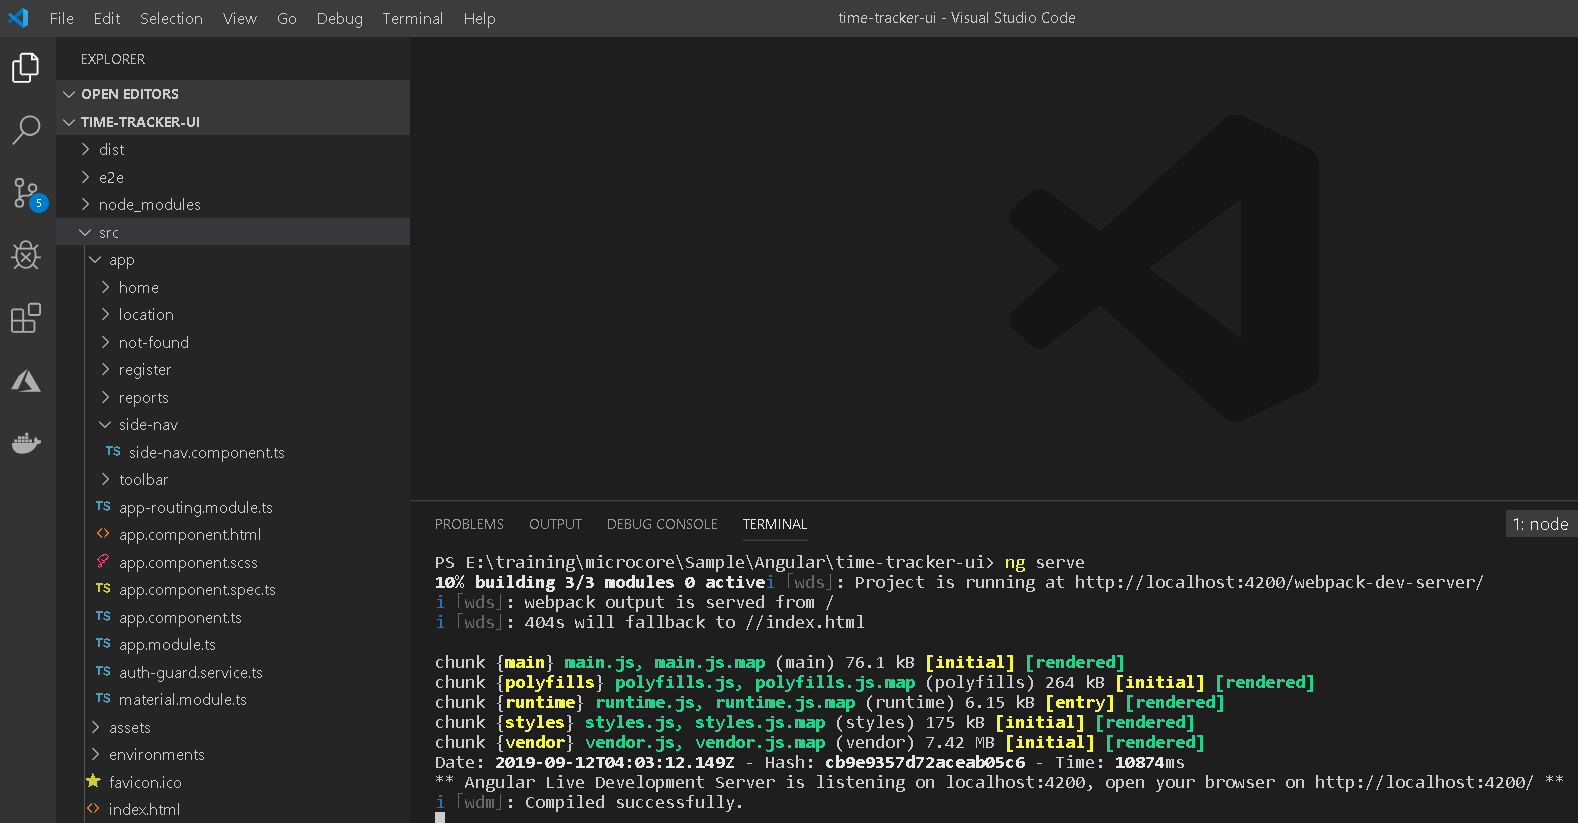 File Edit Selection View Go Debug Terminal Help
time-tracker-ui - Visual Studio Code
EXPLORER
OPEN EDITORS
TIME-TRACKER-UI
dist
e2e
node_modules
5
src
app
home
location
not-found
register
reports
side-nav
TS side-nav.component.ts
toolbar
TS app-routing.module.ts
<> app.component.html
app.component.scss
TS app.component.spec.ts
TS app.component.ts
TS app.module.ts
TS auth-guard.service.ts
TS material.module.ts
assets
environments
favicon.ico
<> index.html
PROBLEMS OUTPUT DEBUG CONSOLE TERMINAL
1: node
PS E:\training\microcore\Sample\Angular\time-tracker-ui> ng serve
10% building 3/3 modules 0 activei ｢wds｣: Project is running at http://localhost:4200/webpack-dev-server/
i ｢wds｣: webpack output is served from /
i ｢wds｣: 404s will fallback to //index.html
chunk {main} main.js, main.js.map (main) 76.1 kB [initial] [rendered]
chunk {polyfills} polyfills.js, polyfills.js.map (polyfills) 264 kB [initial] [rendered]
chunk {runtime} runtime.js, runtime.js.map (runtime) 6.15 kB [entry] [rendered]
chunk {styles} styles.js, styles.js.map (styles) 175 kB [initial] [rendered]
chunk {vendor} vendor.js, vendor.js.map (vendor) 7.42 MB [initial] [rendered]
Date: 2019-09-12T04:03:12.149Z - Hash: cb9e9357d72aceab05c6 - Time: 10874ms
** Angular Live Development Server is listening on localhost:4200, open your browser on http://localhost:4200/ **
i ｢wdm｣: Compiled successfully.